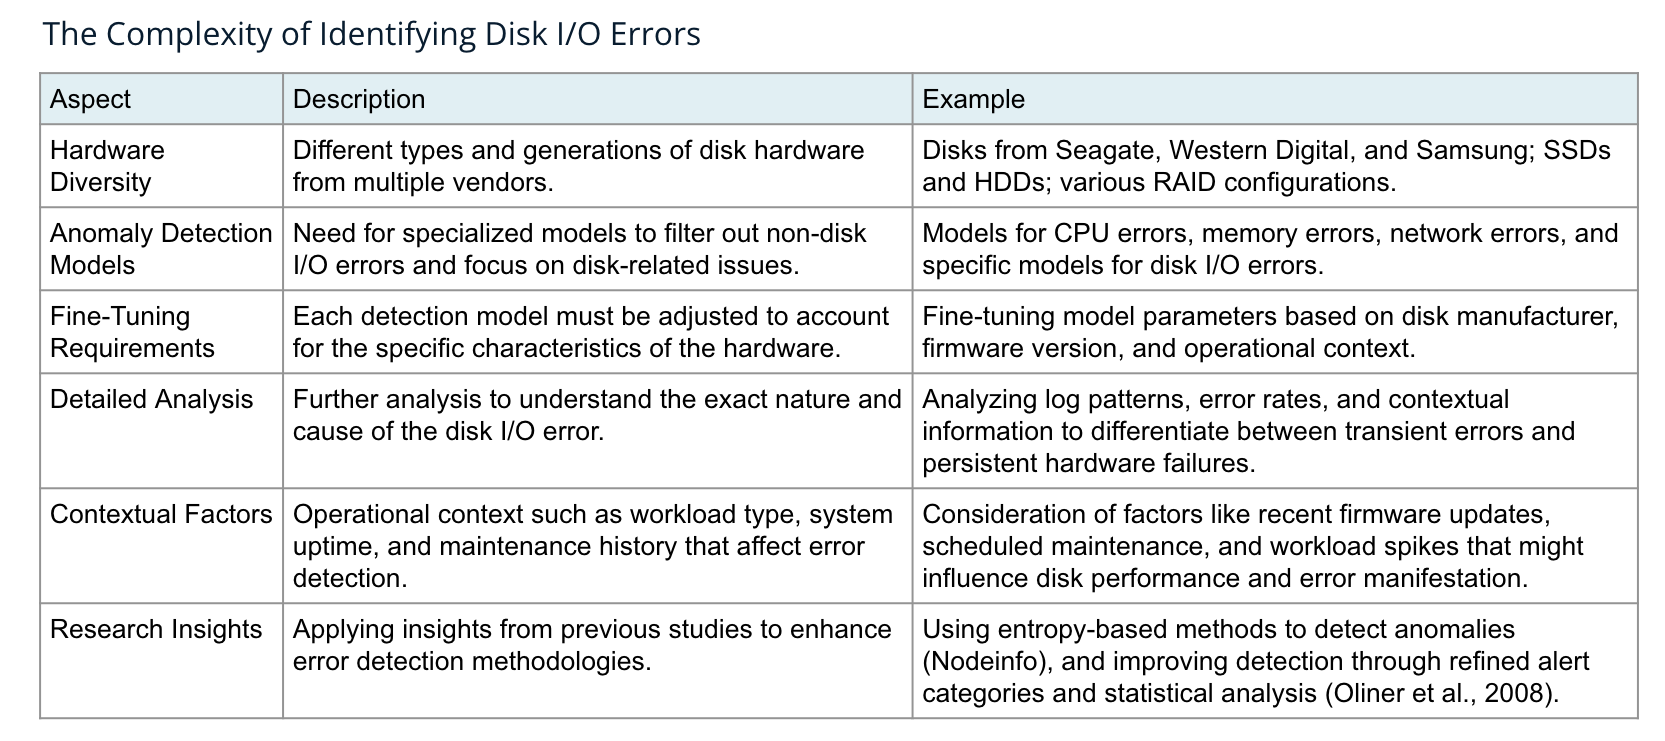 The Complexity of Identifying Disk I/O Errors
Aspect
Description
Example
Hardware
Diversity
Different types and generations of disk hardware
from multiple vendors.
Disks from Seagate, Western Digital, and Samsung; SSDs
and HDDs; various RAID configurations.
Anomaly Detection
Models
Need for specialized models to filter out non-disk
I/O errors and focus on disk-related issues.
Models for CPU errors, memory errors, network errors, and
specific models for disk I/O errors.
Fine-Tuning
Requirements
Each detection model must be adjusted to account
for the specific characteristics of the hardware.
Fine-tuning model parameters based on disk manufacturer,
firmware version, and operational context.
Detailed Analysis
Further analysis to understand the exact nature and
cause of the disk I/O error.
Analyzing log patterns, error rates, and contextual
information to differentiate between transient errors and
persistent hardware failures.
Contextual Factors
Operational context such as workload type, system
uptime, and maintenance history that affect error
detection.
Consideration of factors like recent firmware updates,
scheduled maintenance, and workload spikes that might
influence disk performance and error manifestation.
Research Insights
Applying insights from previous studies to enhance
error detection methodologies.
Using entropy-based methods to detect anomalies
(Nodeinfo), and improving detection through refined alert
categories and statistical analysis (Oliner et al., 2008).